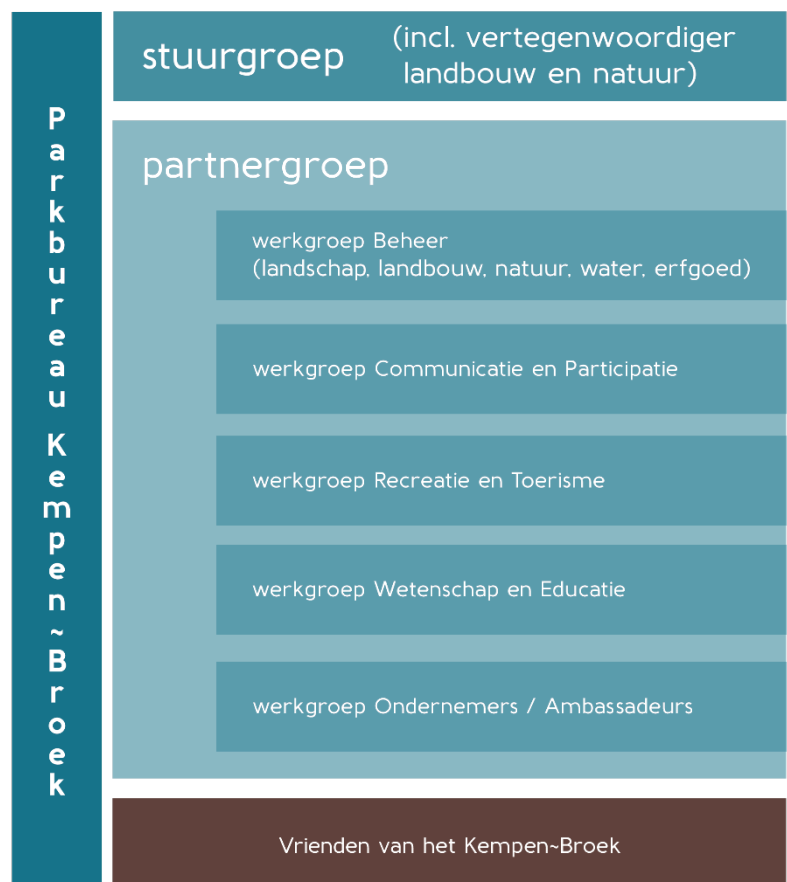 Parkbureau Kempen~Broek
stuurgroep
(incl. vertegenwoordiger
landbouw en natuur)
partnergroep
werkgroep Beheer
(landschap, landbouw, natuur, water, erfgoed)
werkgroep Communicatie en Participatie
werkgroep Recreatie en Toerisme
werkgroep Wetenschap en Educatie
werkgroep Ondernemers / Ambassadeurs
Vrienden van het Kempen~Broek